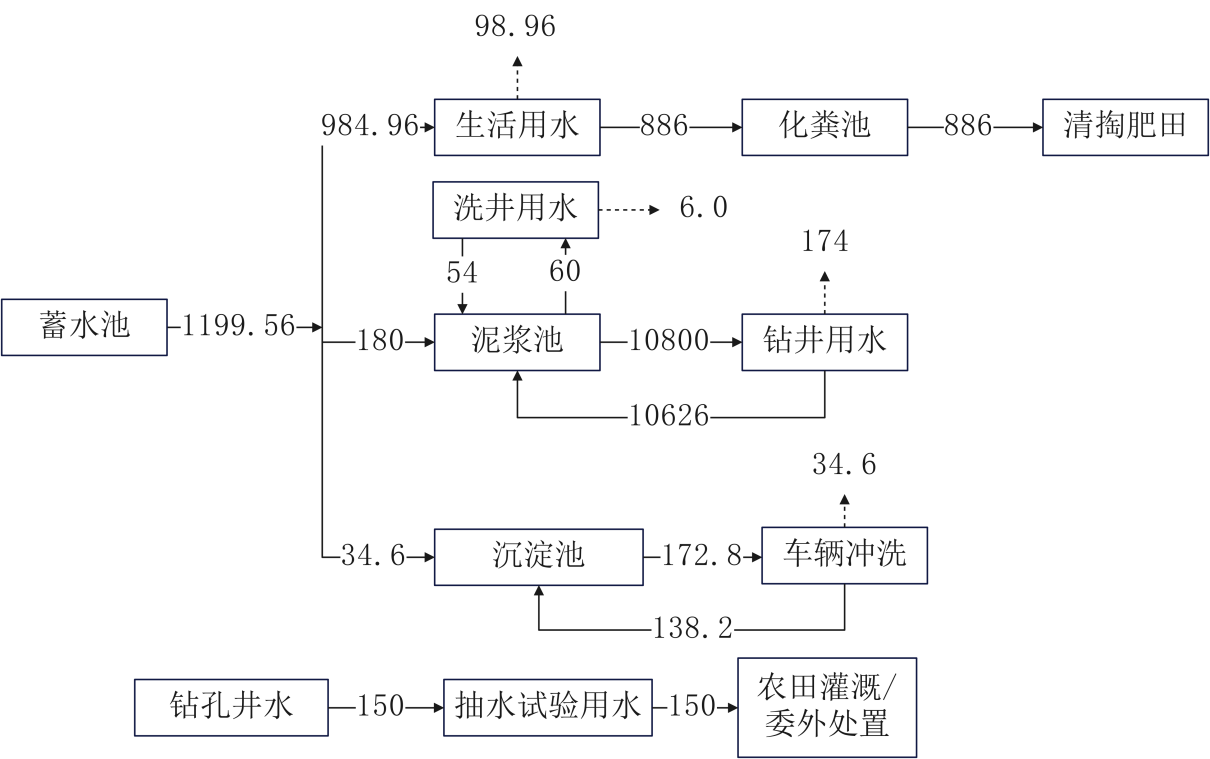 98.96
984.96
生活用水
886
化粪池
886
清掏肥田
洗井用水
6.0
54
60
174
蓄水池
1199.56
180
泥浆池
10800
钻井用水
10626
34.6
34.6
沉淀池
172.8
车辆冲洗
138.2
钻孔井水
150
抽水试验用水
150
农田灌溉/
委外处置